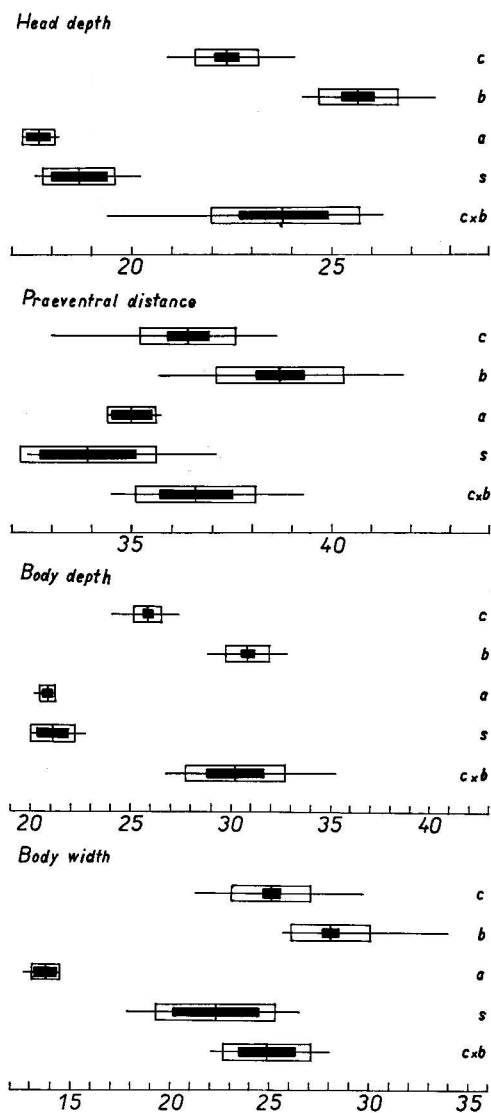 Head depth
c
b
a
s
c×b
20 25
Praeventral distance
c
b
a
s
c×b
35 40
Body depth
c
b
a
s
c×b
20 25 30 35 40
Body width
c
b
a
s
c×b
15 20 25 30 35